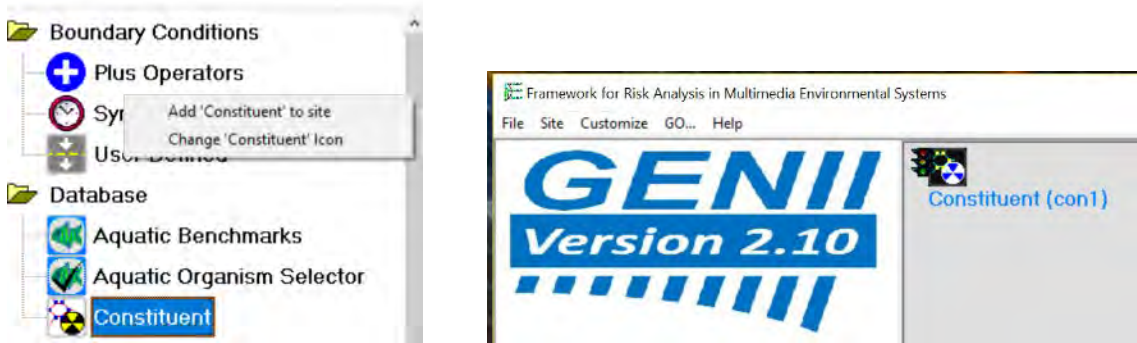 Boundary Conditions
Plus Operators
Add 'Constituent' to site
Change 'Constituent' Icon
Database
Aquatic Benchmarks
Aquatic Organism Selector
Constituent
Framework for Risk Analysis in Multimedia Environmental Systems
File Site Customize GO... Help
GENII
Version 2.10
Constituent (con1)